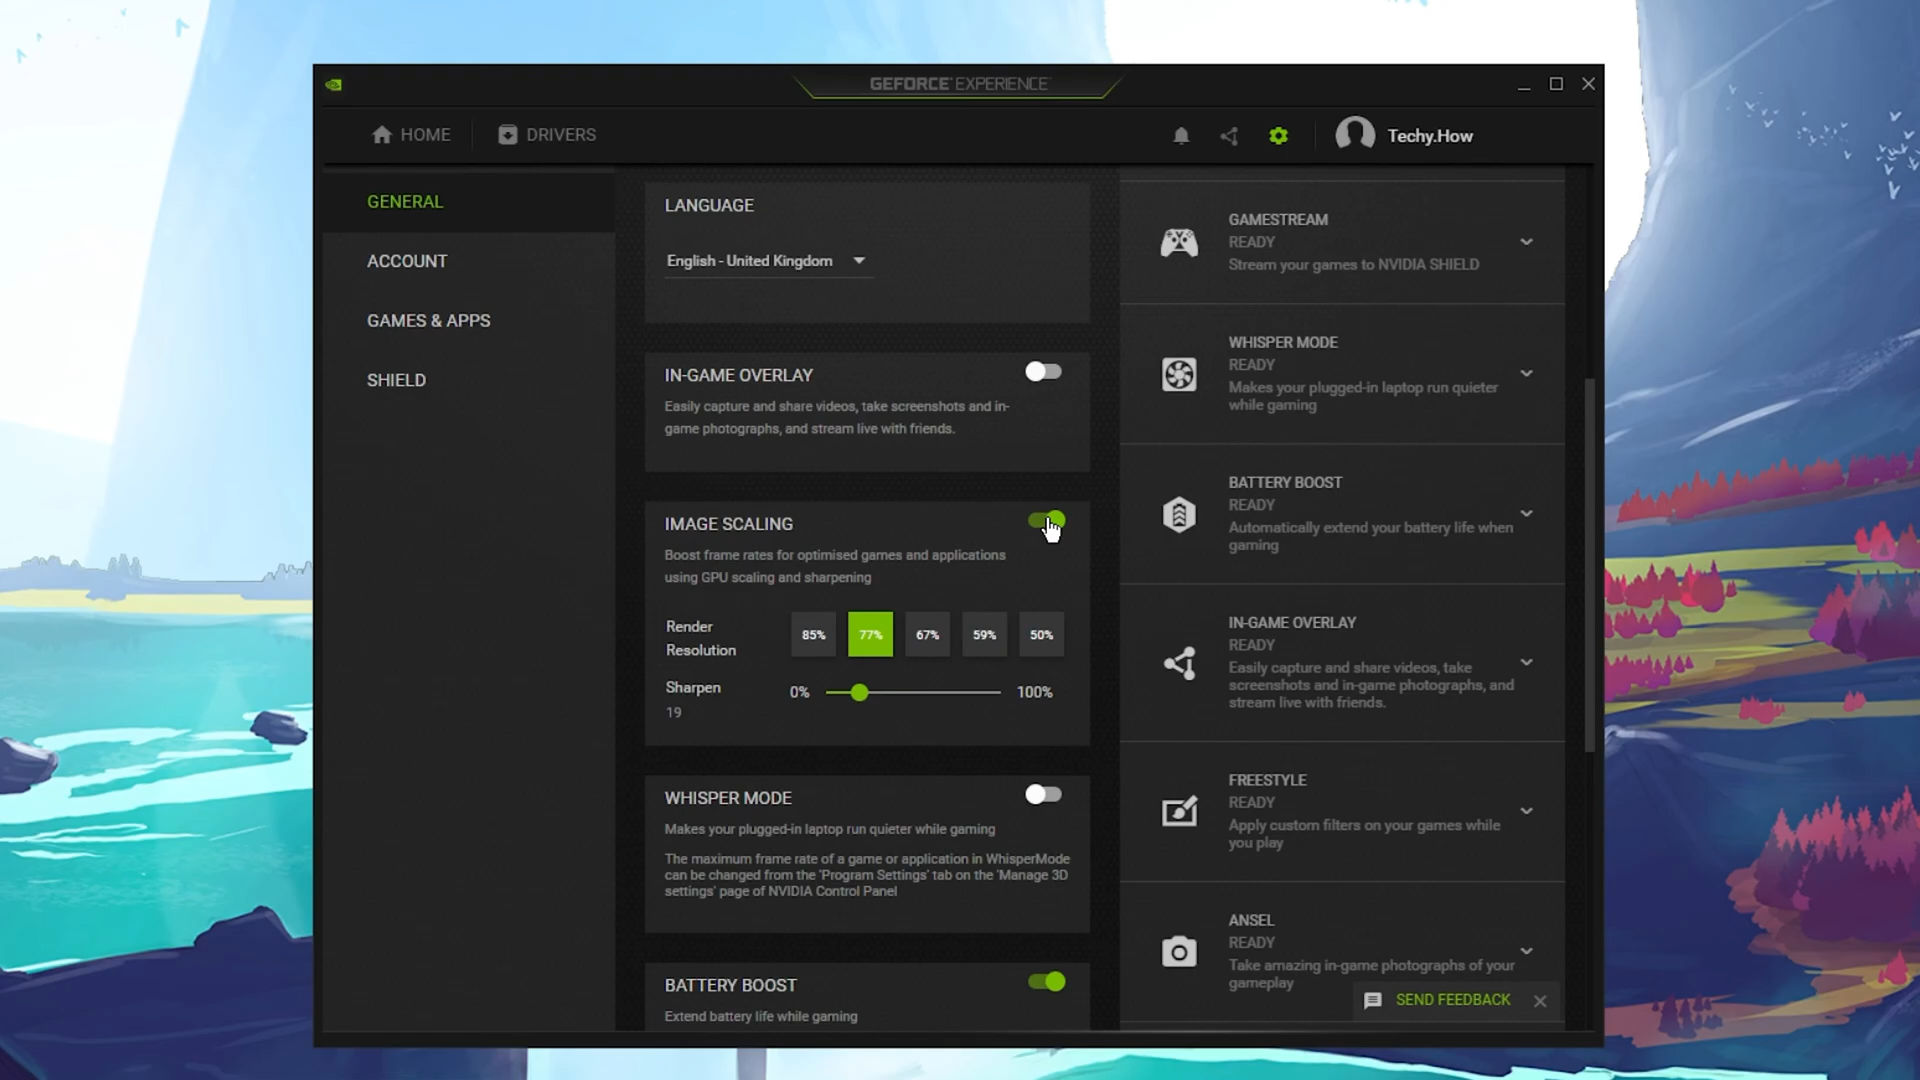 GEFORCE EXPERIENCE
HOME
DRIVERS
Techy.How
GENERAL
ACCOUNT
GAMES & APPS
SHIELD
LANGUAGE
English - United Kingdom
IN-GAME OVERLAY
Easily capture and share videos, take screenshots and in-
game photographs, and stream live with friends.
IMAGE SCALING
Boost frame rates for optimised games and applications
using GPU scaling and sharpening
Render
Resolution
85% 77% 67% 59% 50%
Sharpen
0% 100%
19
WHISPER MODE
Makes your plugged-in laptop run quieter while gaming
The maximum frame rate of a game or application in WhisperMode
can be changed from the 'Program Settings' tab on the 'Manage 3D
settings' page of NVIDIA Control Panel
BATTERY BOOST
Extend battery life while gaming
GAMESTREAM
READY
Stream your games to NVIDIA SHIELD
WHISPER MODE
READY
Makes your plugged-in laptop run quieter
while gaming
BATTERY BOOST
READY
Automatically extend your battery life when
gaming
IN-GAME OVERLAY
READY
Easily capture and share videos, take
screenshots and in-game photographs, and
stream live with friends.
FREESTYLE
READY
Apply custom filters on your games while
you play
ANSEL
READY
Take amazing in-game photographs of your
gameplay
SEND FEEDBACK